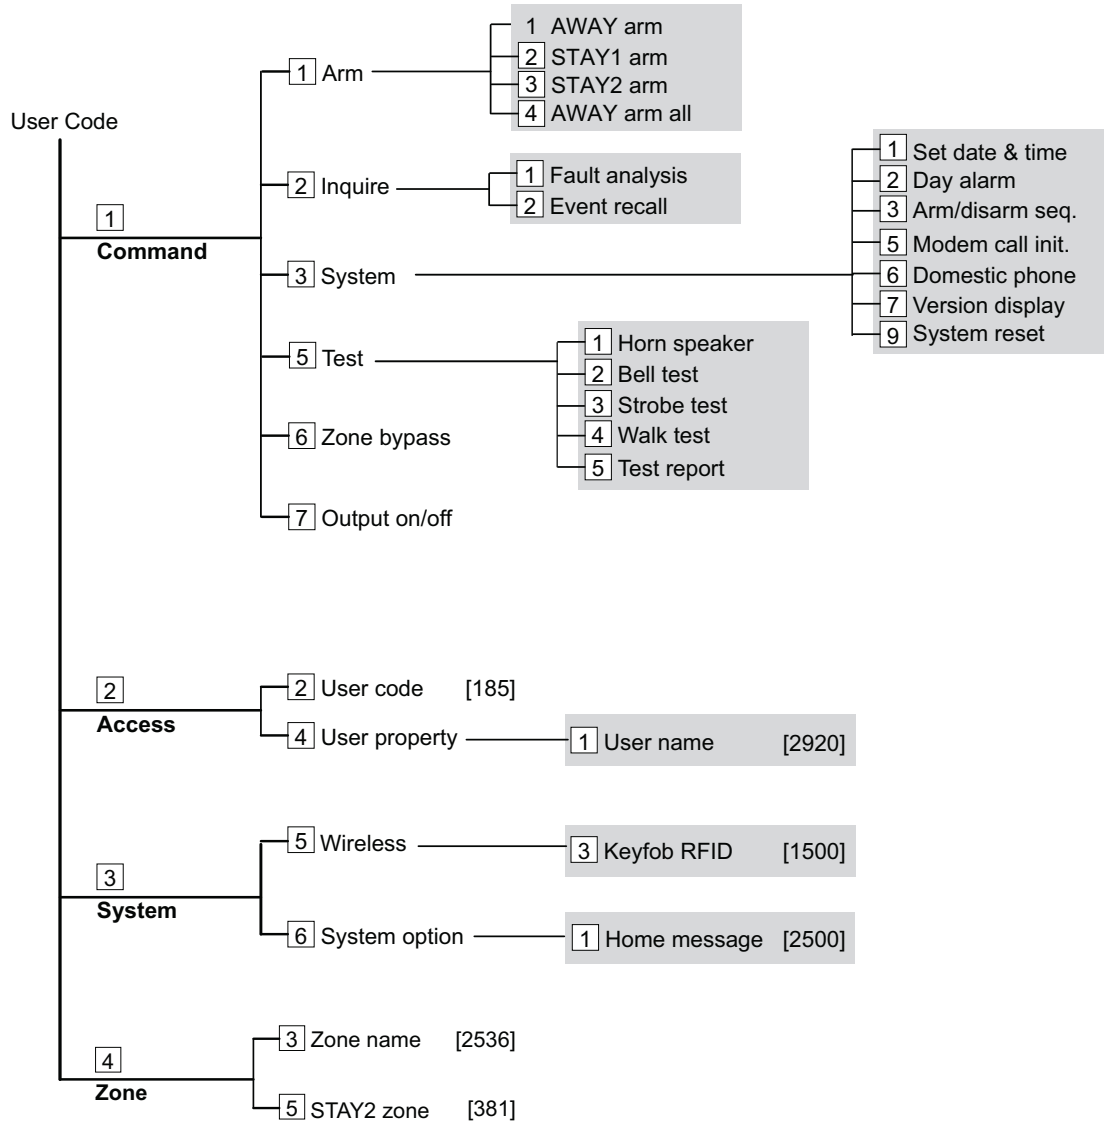 User Code
1
Command
1 Arm
1 AWAY arm
2 STAY1 arm
3 STAY2 arm
4 AWAY arm all
2 Inquire
1 Fault analysis
2 Event recall
3 System
1 Set date & time
2 Day alarm
3 Arm/disarm seq.
5 Modem call init.
6 Domestic phone
7 Version display
9 System reset
5 Test
1 Horn speaker
2 Bell test
3 Strobe test
4 Walk test
5 Test report
6 Zone bypass
7 Output on/off
2
Access
2 User code [185]
4 User property
1 User name [2920]
3
System
5 Wireless
3 Keyfob RFID [1500]
6 System option
1 Home message [2500]
4
Zone
3 Zone name [2536]
5 STAY2 zone [381]